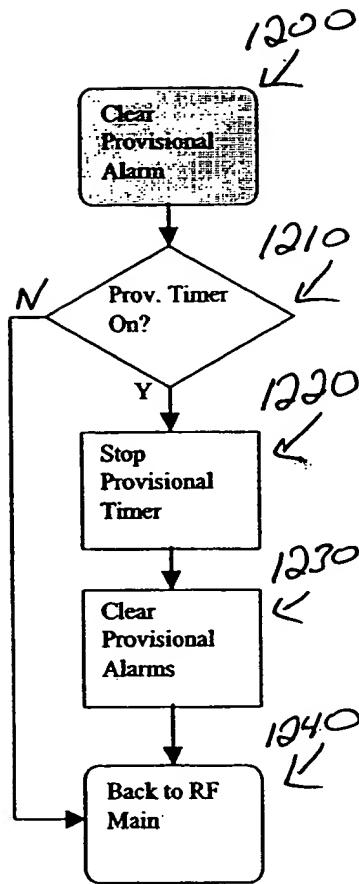 1200
Clear
Provisional
Alarm
1210
N
Prov. Timer
On?
Y
1220
Stop
Provisional
Timer
1230
Clear
Provisional
Alarms
1240
Back to RF
Main